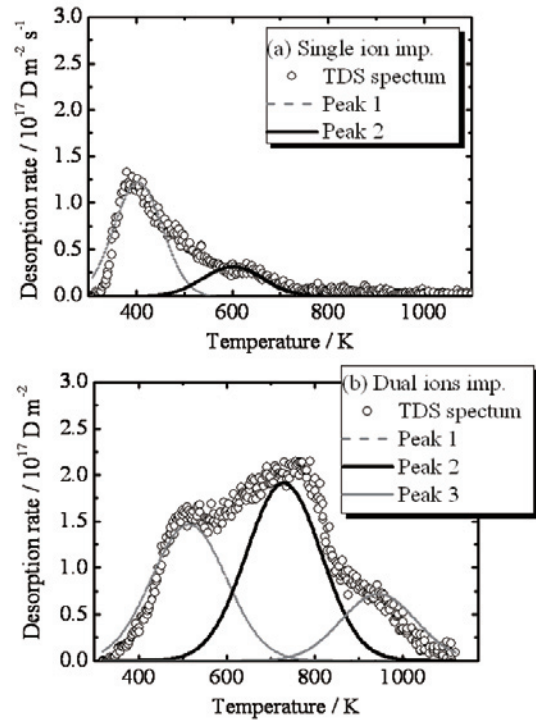 3.0
(a) Single ion imp.
TDS spectum
Peak 1
Peak 2
2.5
2.0
1.5
1.0
0.5
0.0
Desorption rate / 10¹⁷ D m⁻² s⁻¹
400 600 800 1000
Temperature / K
3.0
(b) Dual ions imp.
TDS spectum
Peak 1
Peak 2
Peak 3
2.5
2.0
1.5
1.0
0.5
0.0
Desorption rate / 10¹⁷ D m⁻²
400 600 800 1000
Temperature / K